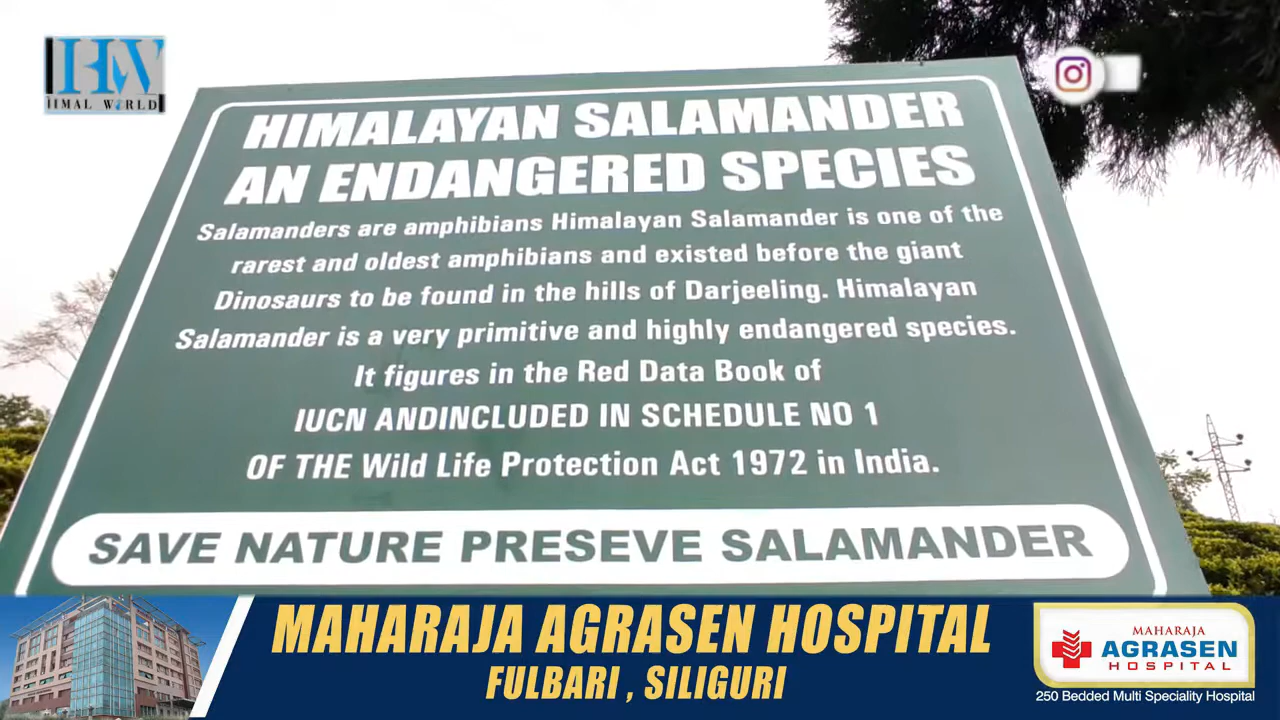 HIMAL WORLD
HIMALAYAN SALAMANDER
AN ENDANGERED SPECIES
Salamanders are amphibians Himalayan Salamander is one of the
rarest and oldest amphibians and existed before the giant
Dinosaurs to be found in the hills of Darjeeling. Himalayan
Salamander is a very primitive and highly endangered species.
It figures in the Red Data Book of
IUCN ANDINCLUDED IN SCHEDULE NO 1
OF THE Wild Life Protection Act 1972 in India.
SAVE NATURE PRESEVE SALAMANDER
MAHARAJA AGRASEN HOSPITAL
FULBARI , SILIGURI
MAHARAJA
AGRASEN
HOSPITAL
250 Bedded Multi Speciality Hospital